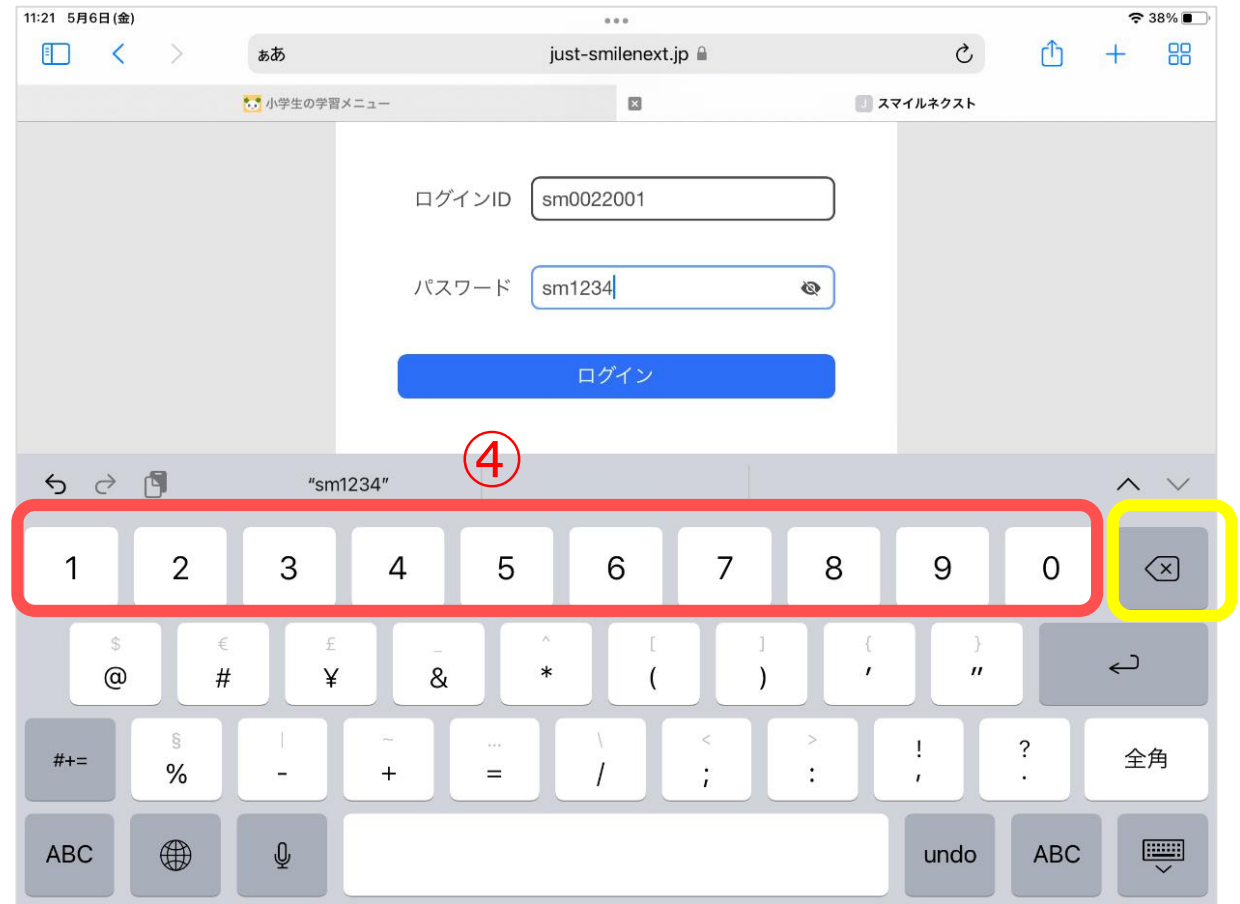 11:21 5月6日(金) 38%
ぁあ just-smilenext.jp
小学生の学習メニュー J スマイルネクスト
ログインID sm0022001
パスワード sm1234
ログイン
④
"sm1234"
1 2 3 4 5 6 7 8 9 0
$ € £ _ ^ [ ] { }
@ # ¥ & * ( ) ' "
§ | ~ … \ < > ! ?
#+= % - + = / ; : , . 全角
ABC undo ABC